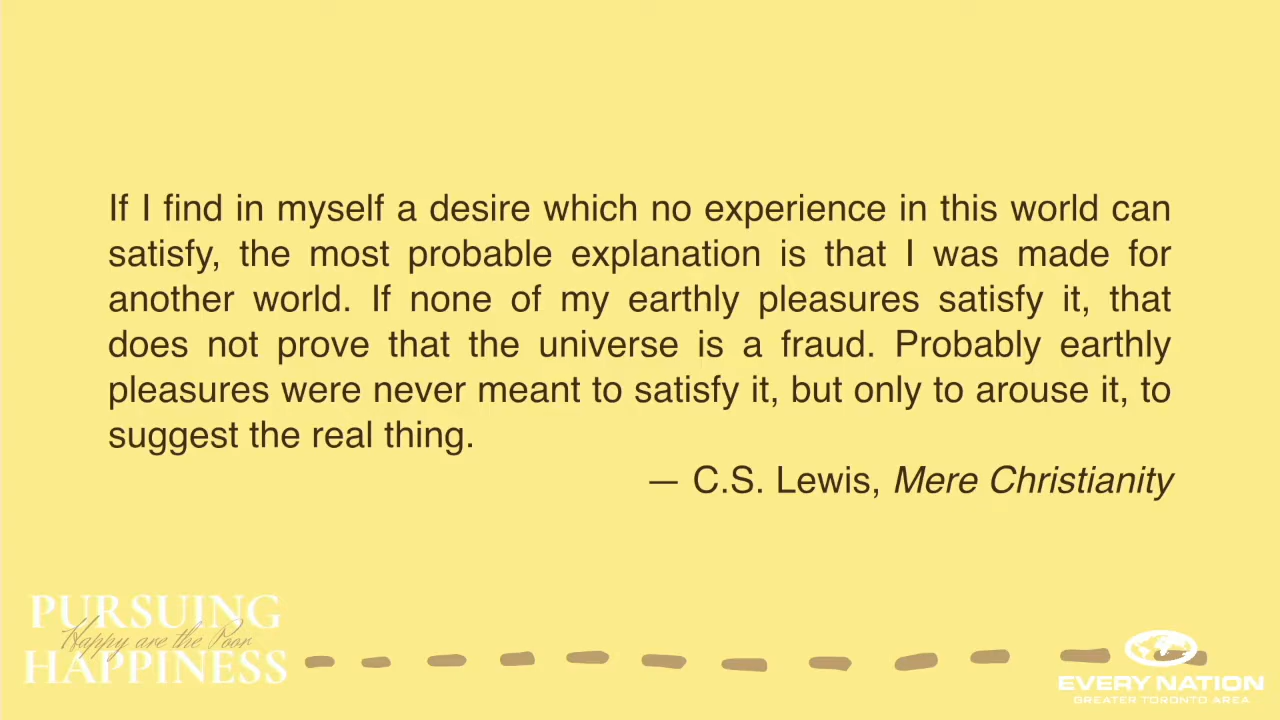 If I find in myself a desire which no experience in this world can
satisfy, the most probable explanation is that I was made for
another world. If none of my earthly pleasures satisfy it, that
does not prove that the universe is a fraud. Probably earthly
pleasures were never meant to satisfy it, but only to arouse it, to
suggest the real thing.
— C.S. Lewis, Mere Christianity
PURSUING
Happy are the Poor
HAPPINESS
EVERY NATION
GREATER TORONTO AREA